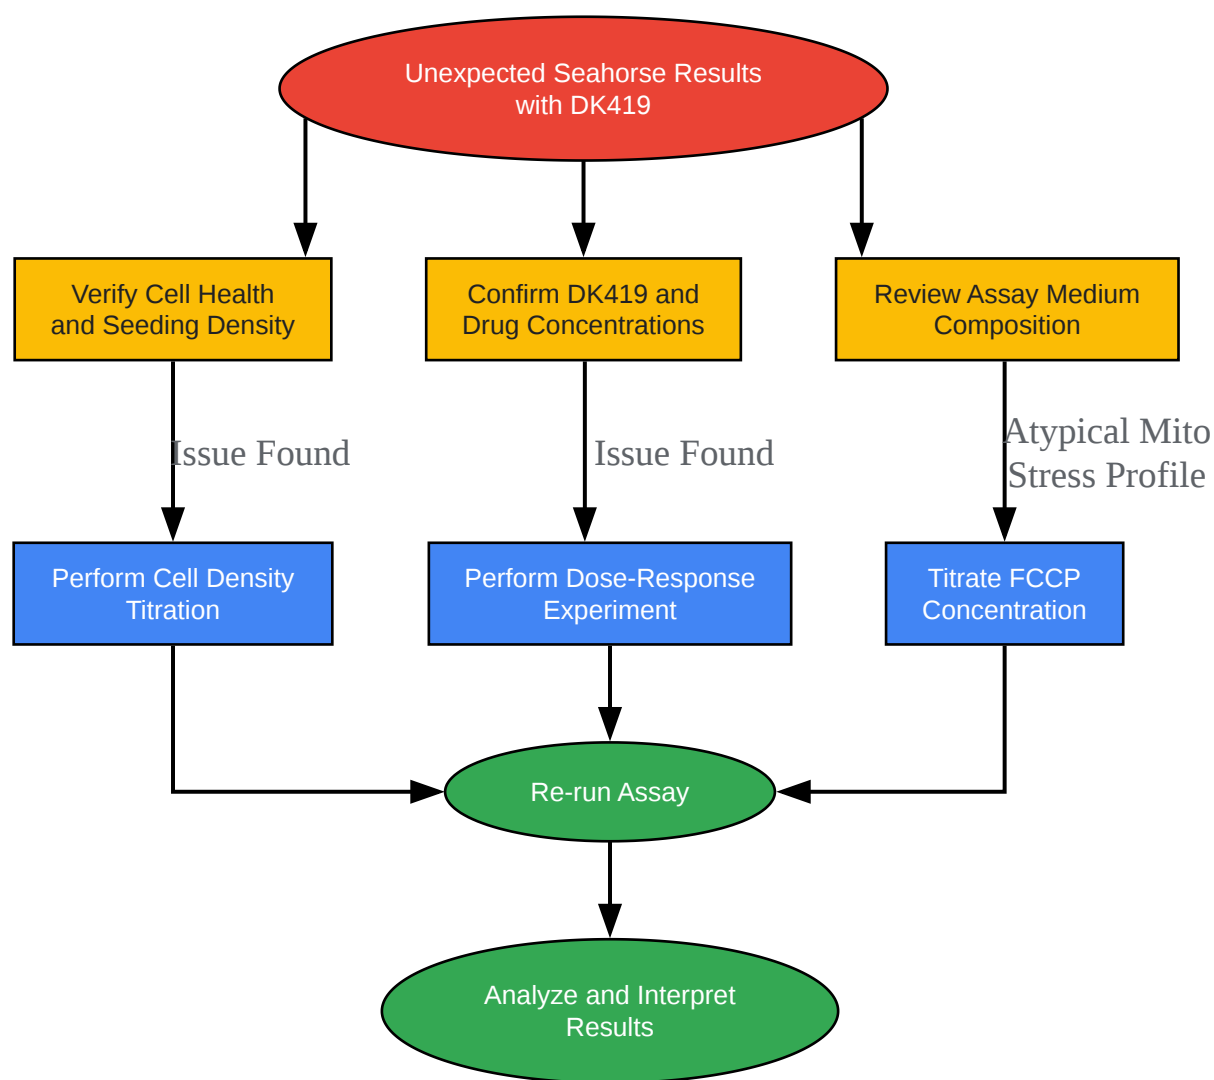 Unexpected Seahorse Results
with DK419
Verify Cell Health
and Seeding Density
Confirm DK419 and
Drug Concentrations
Review Assay Medium
Composition
Issue Found
Issue Found
Atypical Mito
Stress Profile
Perform Cell Density
Titration
Perform Dose-Response
Experiment
Titrate FCCP
Concentration
Re-run Assay
Analyze and Interpret
Results